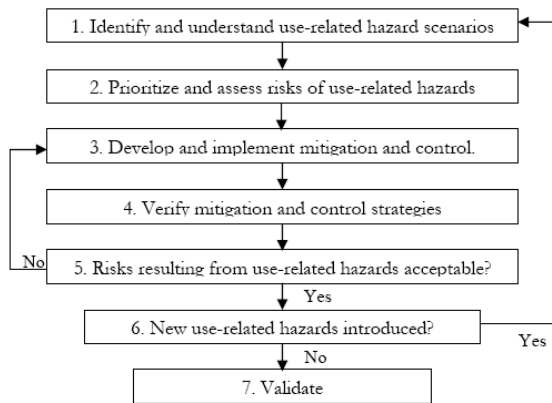 1. Identify and understand use-related hazard scenarios
2. Prioritize and assess risks of use-related hazards
3. Develop and implement mitigation and control.
4. Verify mitigation and control strategies
No
5. Risks resulting from use-related hazards acceptable?
Yes
6. New use-related hazards introduced?
Yes
No
7. Validate